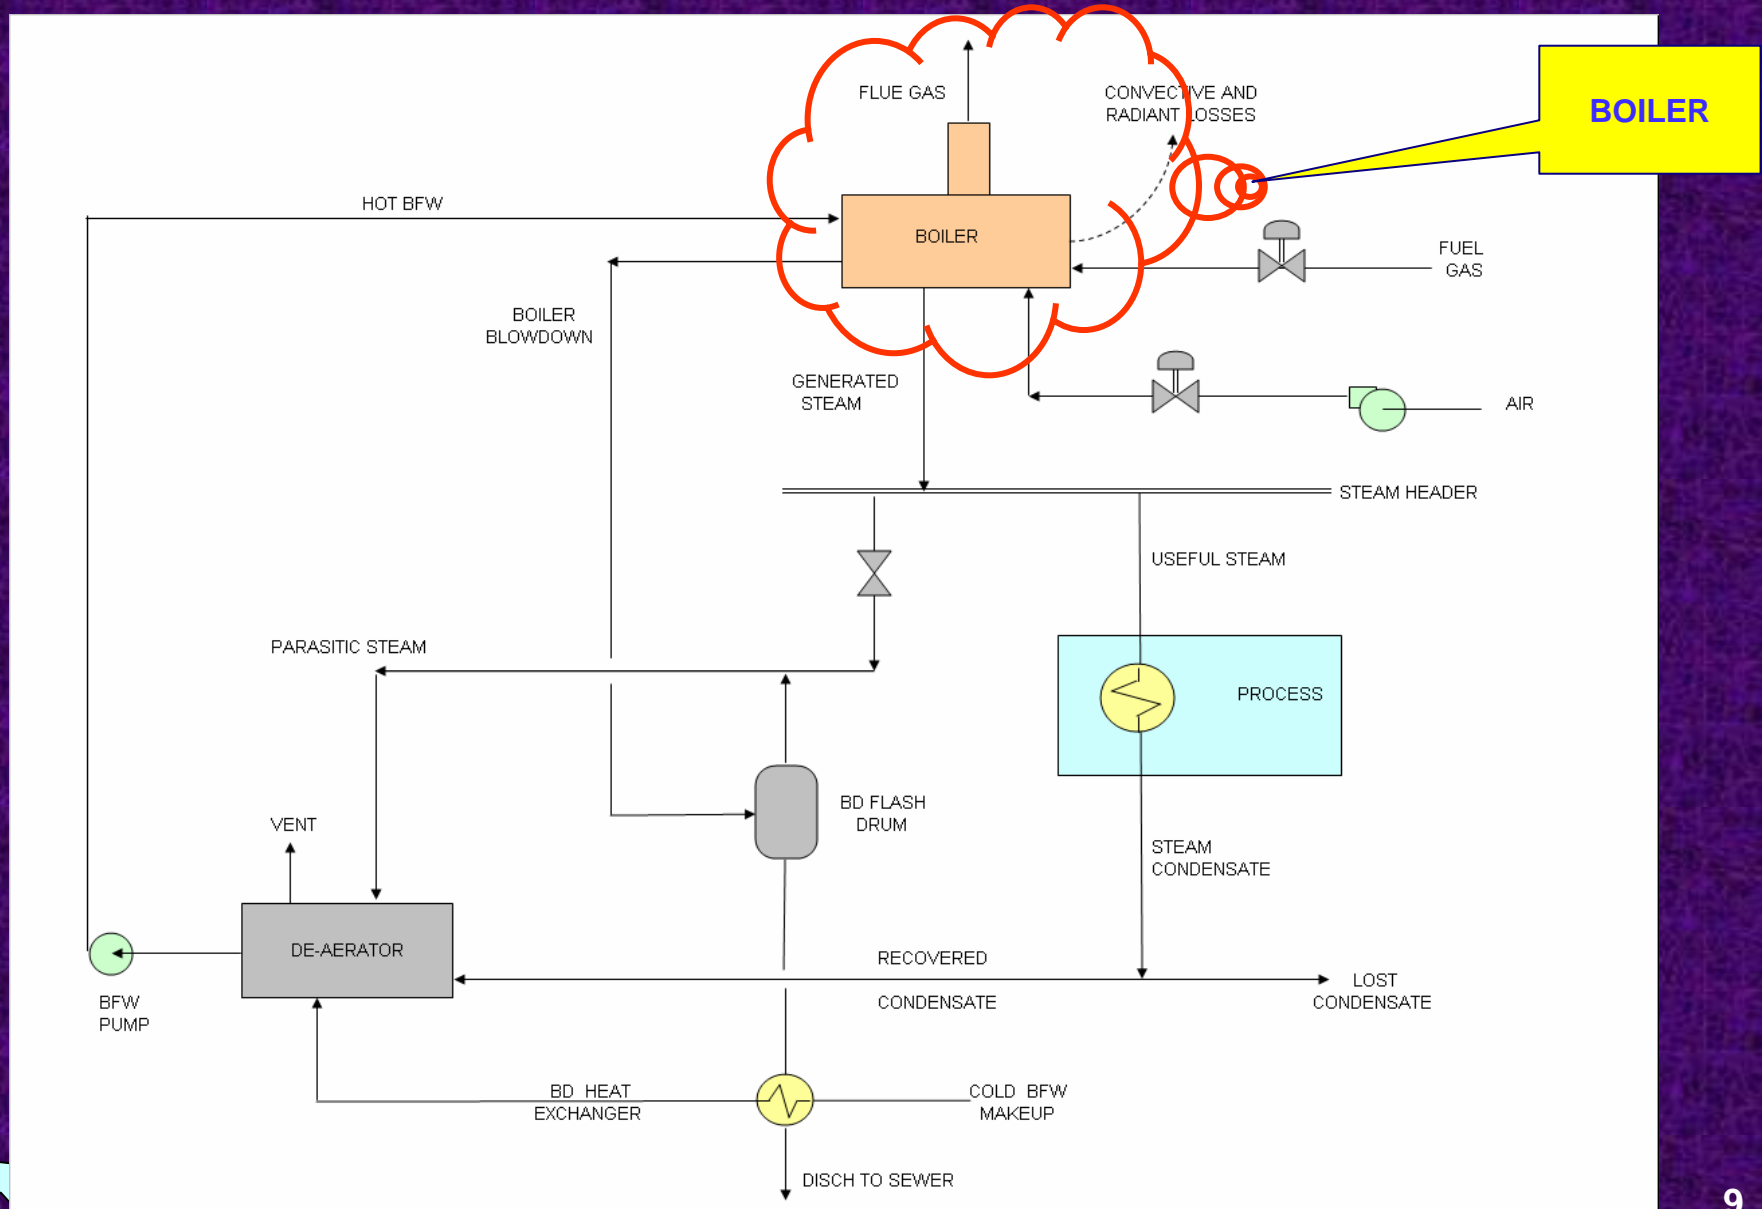 FLUE GAS
CONVECTIVE AND
RADIANT LOSSES
BOILER
HOT BFW
BOILER
FUEL
GAS
BOILER
BLOWDOWN
GENERATED
STEAM
AIR
STEAM HEADER
USEFUL STEAM
PARASITIC STEAM
PROCESS
BD FLASH
DRUM
VENT
STEAM
CONDENSATE
DE-AERATOR
RECOVERED
CONDENSATE
LOST
CONDENSATE
BFW
PUMP
BD HEAT
EXCHANGER
COLD BFW
MAKEUP
DISCH TO SEWER
9